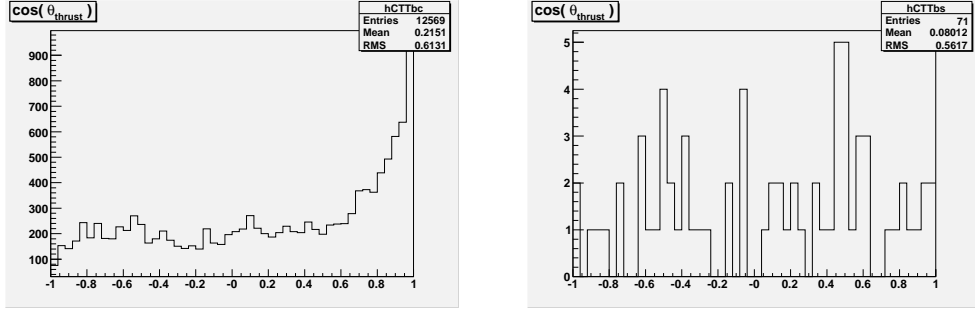 cos( θthrust )
hCTTbc
Entries 12569
Mean 0.2151
RMS 0.6131
900
800
700
600
500
400
300
200
100
-1 -0.8 -0.6 -0.4 -0.2 -0 0.2 0.4 0.6 0.8 1
cos( θthrust )
hCTTbs
Entries 71
Mean 0.08012
RMS 0.5617
5
4
3
2
1
0
-1 -0.8 -0.6 -0.4 -0.2 -0 0.2 0.4 0.6 0.8 1